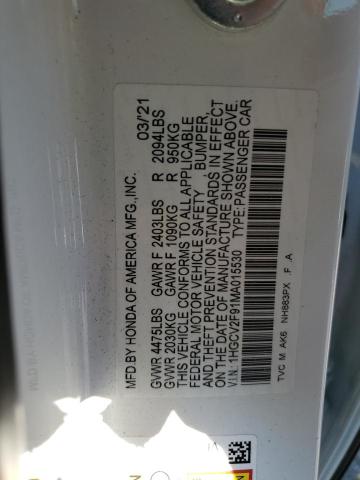 MFD.BY HONDA OF AMERICA MFG.,INC. 03/'21
GVWR 4475LBS GAWR F 2403LBS R 2094LBS
GVWR 2030KG GAWR F 1090KG R 950KG
THIS VEHICLE CONFORMS TO ALL APPLICABLE
FEDERAL MOTOR VEHICLE SAFETY , BUMPER,
AND THEFT PREVENTION STANDARDS IN EFFECT
ON THE DATE OF MANUFACTURE SHOWN ABOVE.
V.I.N: 1HGCV2F91MA015530 TYPE:PASSENGER CAR
TVC M AK6 NH883PX .F .A